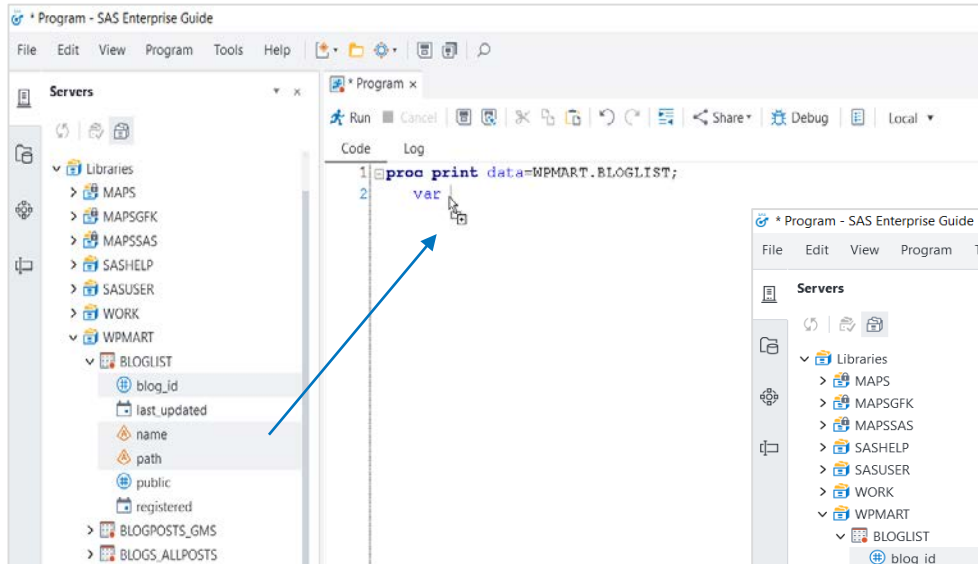 * Program - SAS Enterprise Guide
File Edit View Program Tools Help
Servers
Libraries
MAPS
MAPSGFK
MAPSSAS
SASHELP
SASUSER
WORK
WPMART
BLOGLIST
blog_id
last_updated
name
path
public
registered
BLOGPOSTS_GMS
BLOGS_ALLPOSTS
* Program
Run Cancel Share Debug Local
Code Log
1 proc print data=WPMART.BLOGLIST;
2 var
* Program - SAS Enterprise Guide
File Edit View Program T
Servers
Libraries
MAPS
MAPSGFK
MAPSSAS
SASHELP
SASUSER
WORK
WPMART
BLOGLIST
blog_id